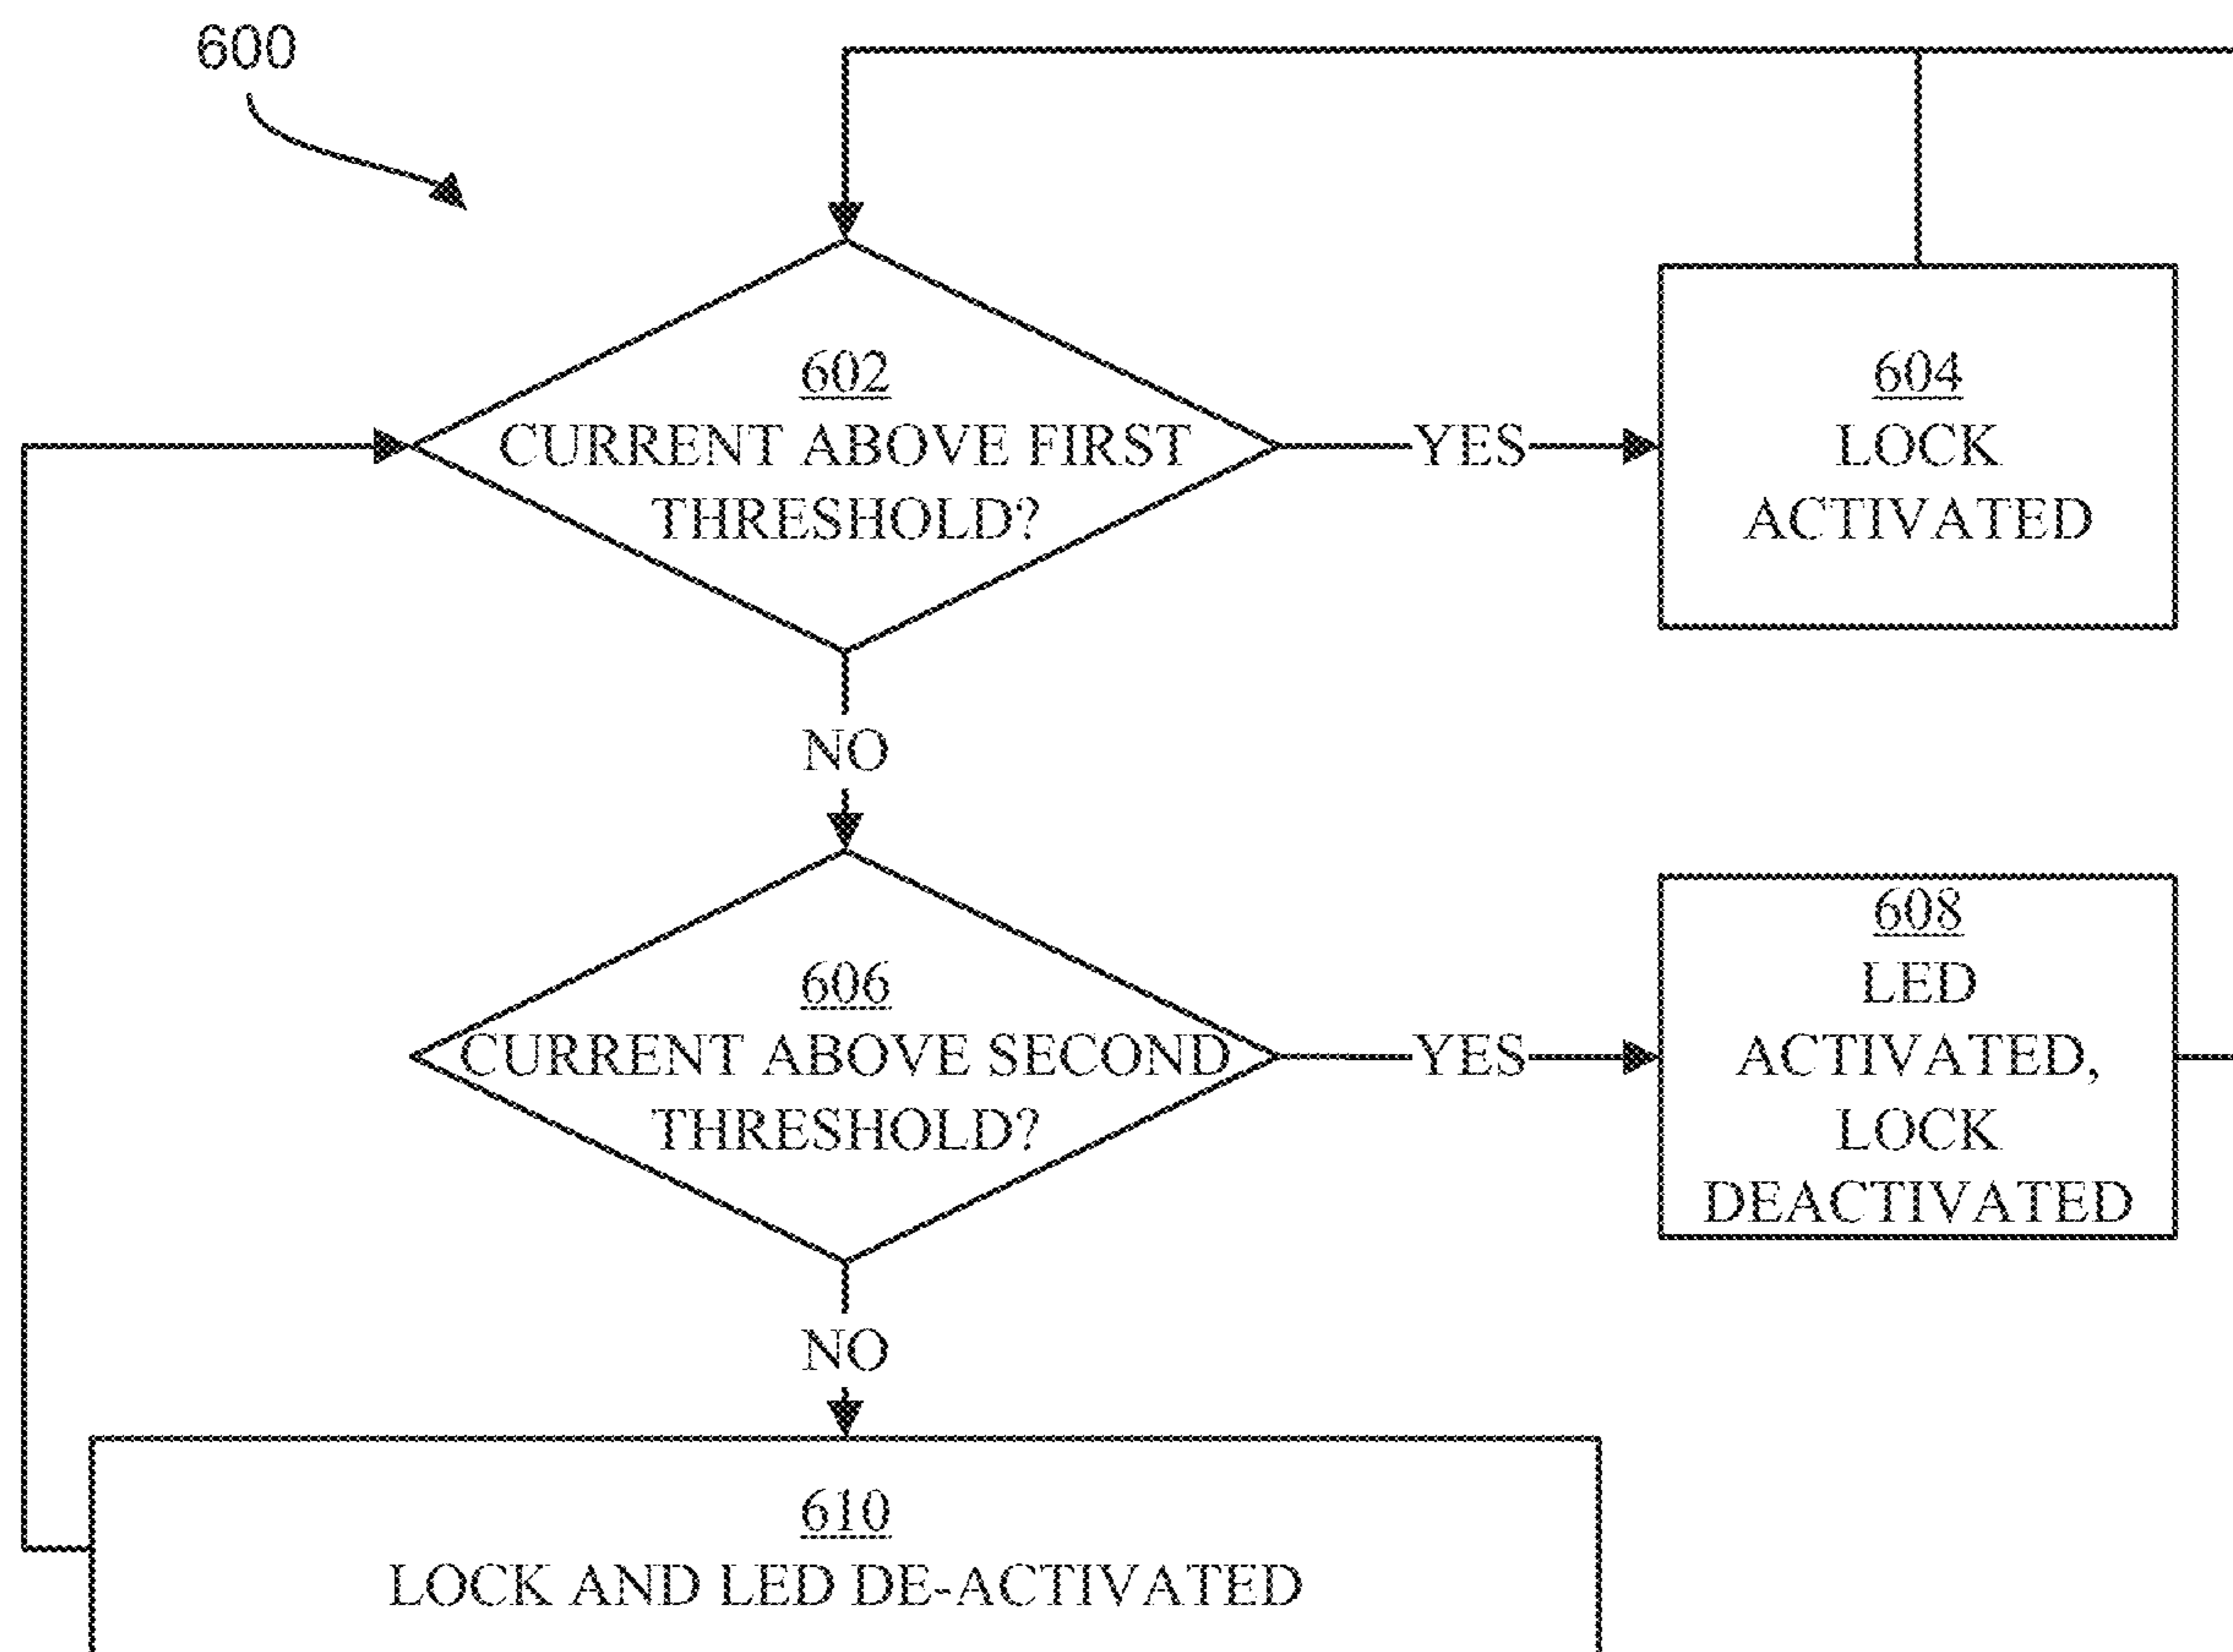 600
602
CURRENT ABOVE FIRST
THRESHOLD?
YES
604
LOCK
ACTIVATED
NO
606
CURRENT ABOVE SECOND
THRESHOLD?
YES
608
LED
ACTIVATED,
LOCK
DEACTIVATED
NO
610
LOCK AND LED DE-ACTIVATED